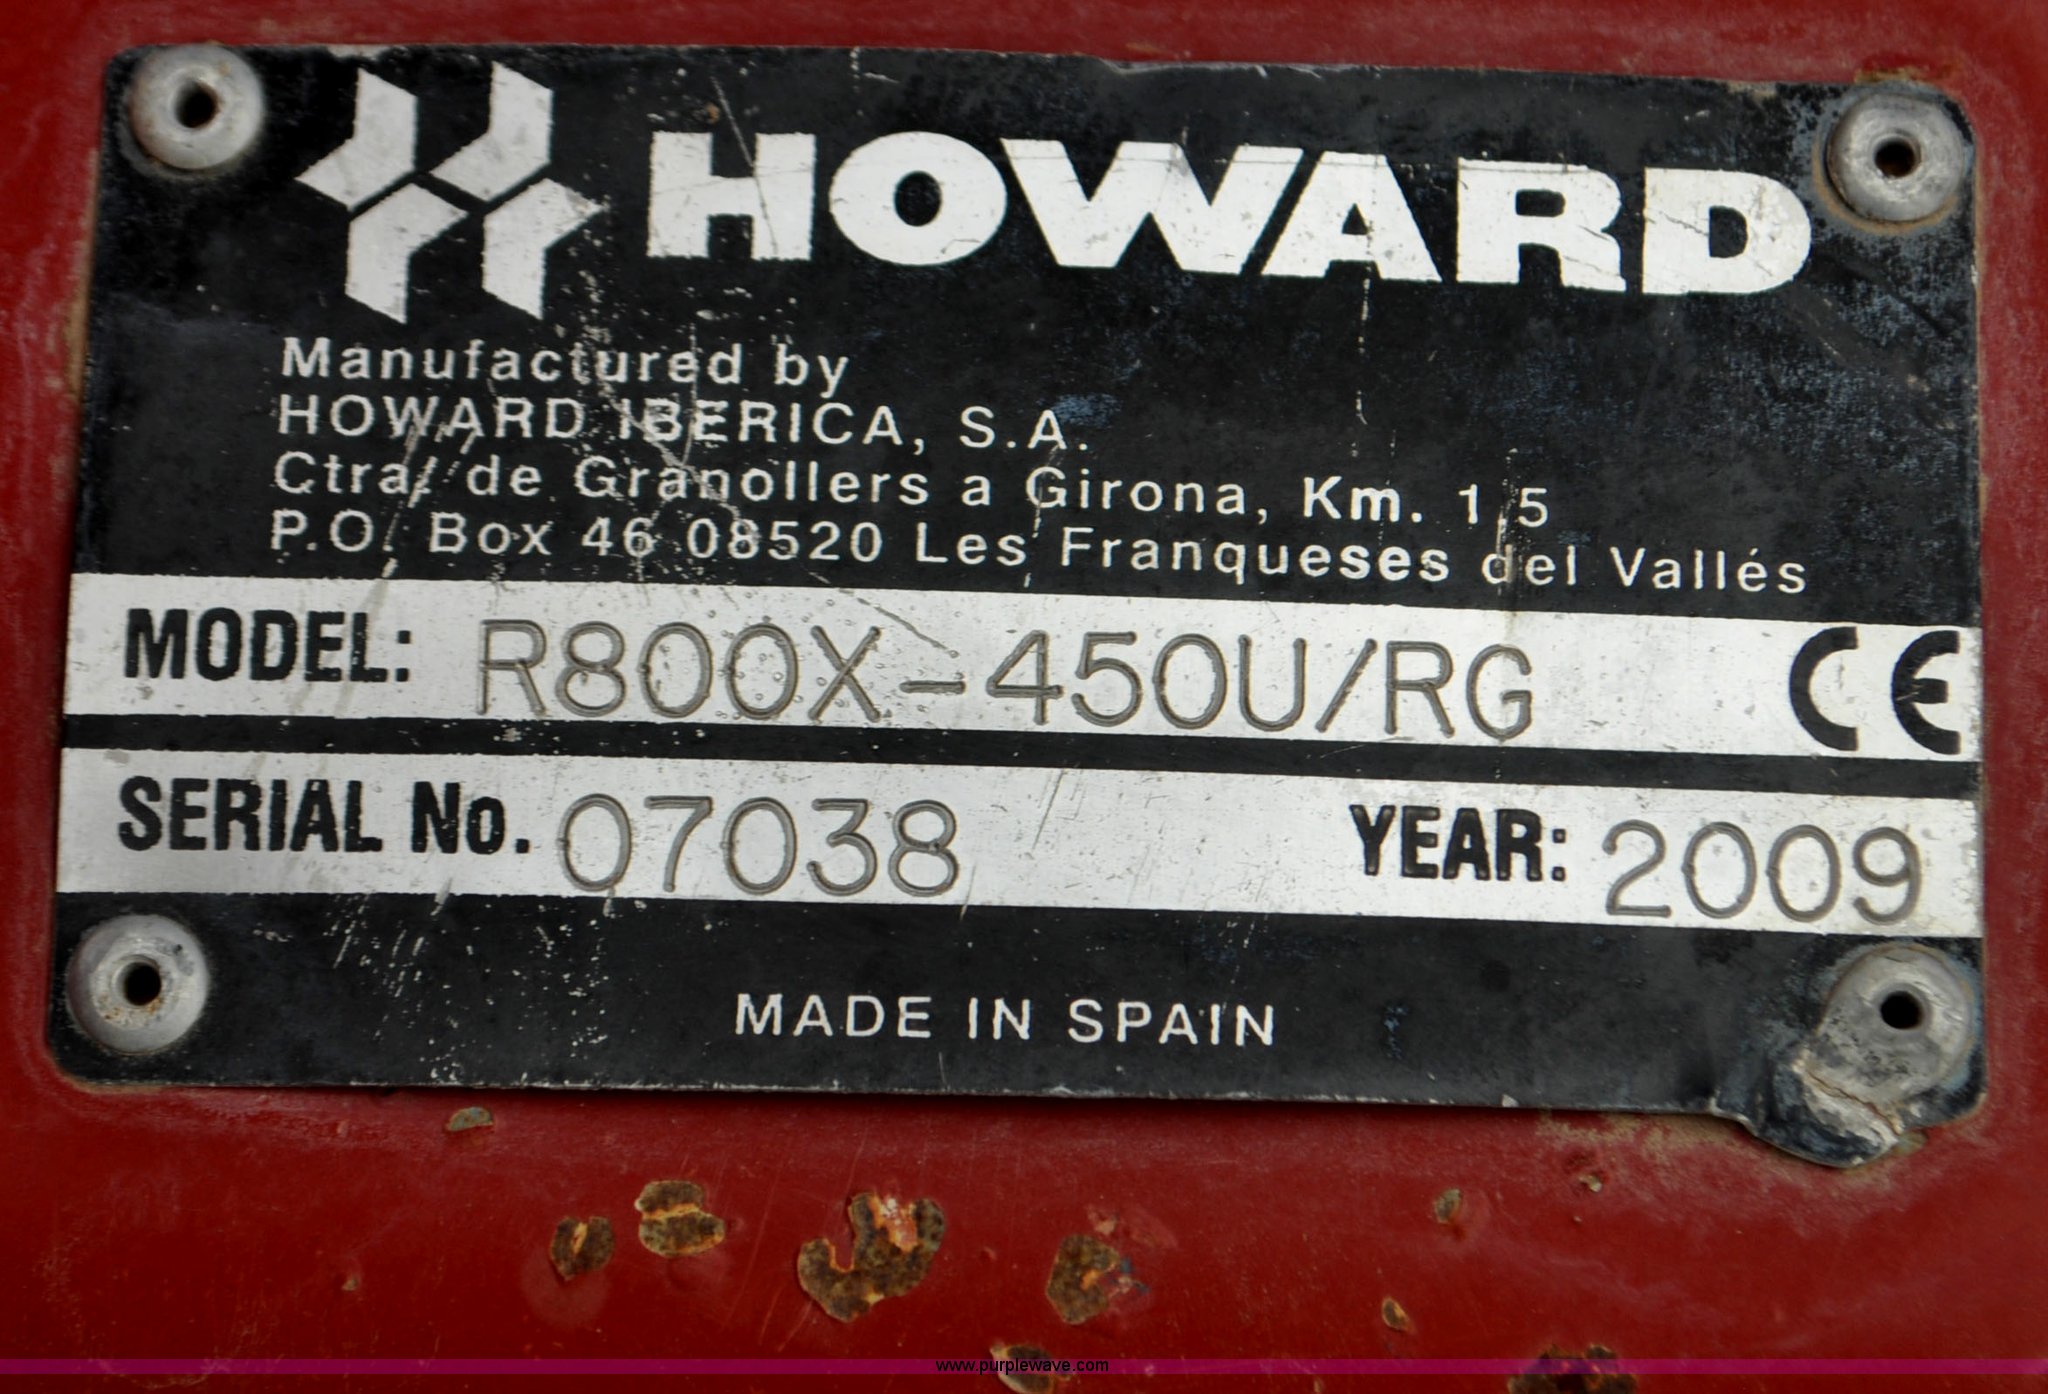 HOWARD
Manufactured by
HOWARD IBERICA, S.A.
Ctra. de Granollers a Girona, Km. 1,5
P.O. Box 46 08520 Les Franqueses del Vallés
MODEL: R800X-450U/RG CE
SERIAL No. 07038 YEAR: 2009
MADE IN SPAIN
www.purplewave.com